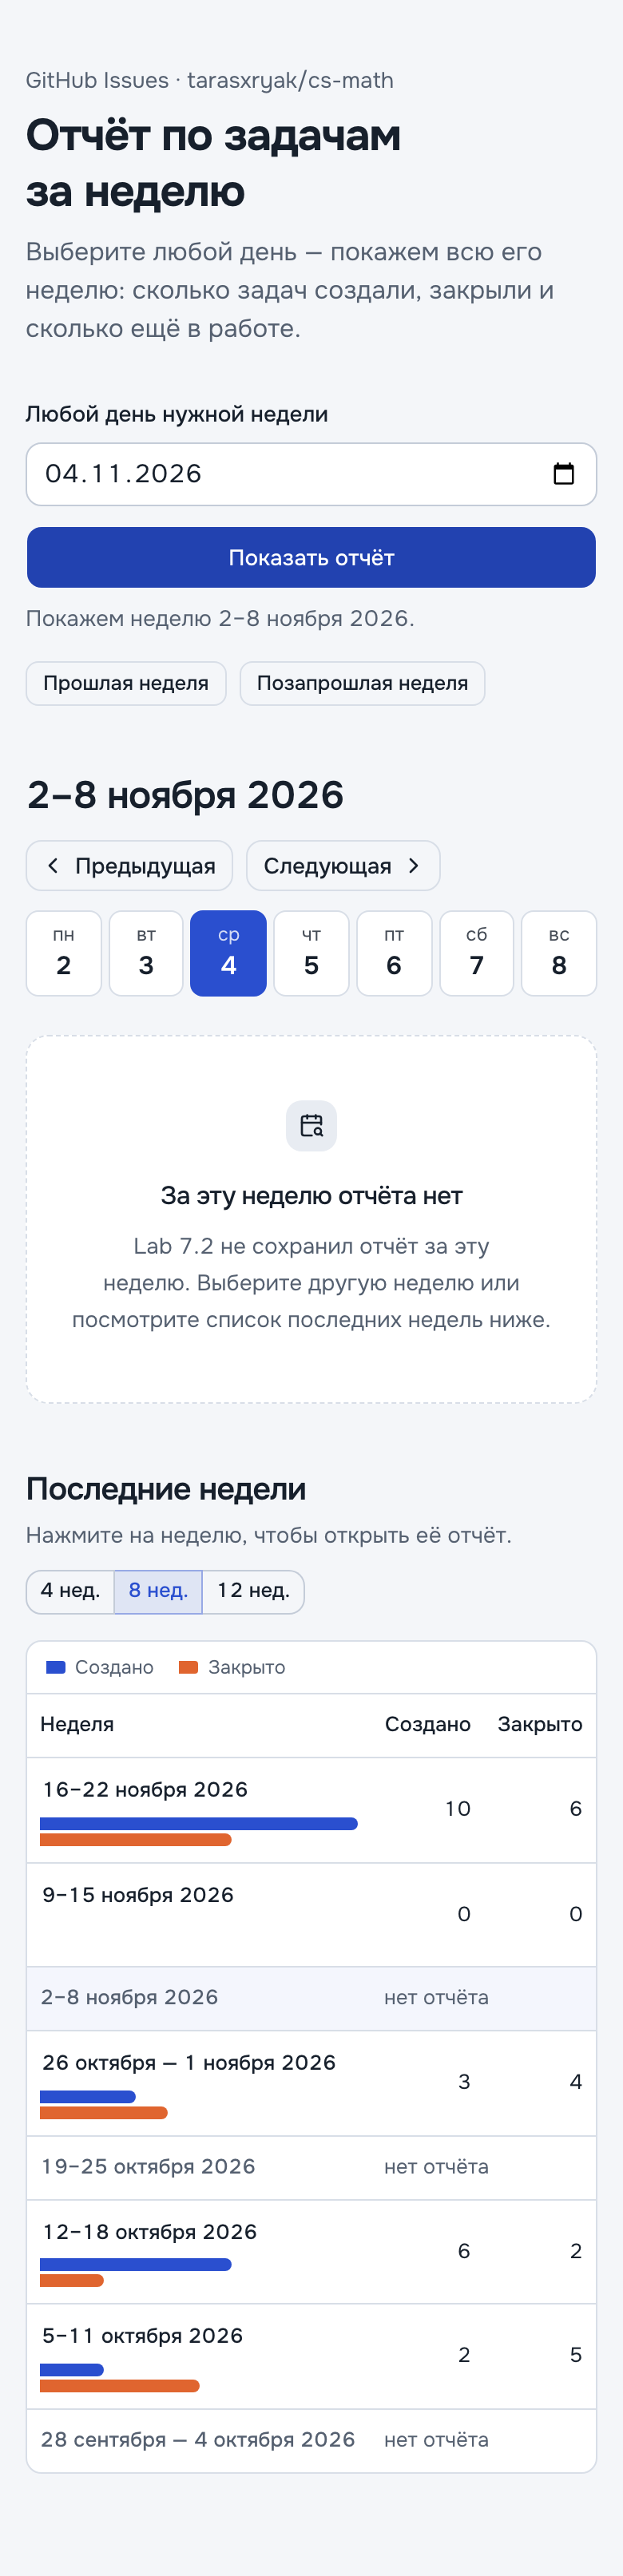 GitHub Issues · tarasxryak/cs-math
Отчёт по задачам
за неделю
Выберите любой день — покажем всю его
неделю: сколько задач создали, закрыли и
сколько ещё в работе.
Любой день нужной недели
04.11.2026
Показать отчёт
Покажем неделю 2–8 ноября 2026.
Прошлая неделя Позапрошлая неделя
2–8 ноября 2026
Предыдущая Следующая
пн вт ср чт пт сб вс
2 3 4 5 6 7 8
За эту неделю отчёта нет
Lab 7.2 не сохранил отчёт за эту
неделю. Выберите другую неделю или
посмотрите список последних недель ниже.
Последние недели
Нажмите на неделю, чтобы открыть её отчёт.
4 нед. 8 нед. 12 нед.
Создано Закрыто
Неделя Создано Закрыто
16–22 ноября 2026 10 6
9–15 ноября 2026 0 0
2–8 ноября 2026 нет отчёта
26 октября — 1 ноября 2026 3 4
19–25 октября 2026 нет отчёта
12–18 октября 2026 6 2
5–11 октября 2026 2 5
28 сентября — 4 октября 2026 нет отчёта